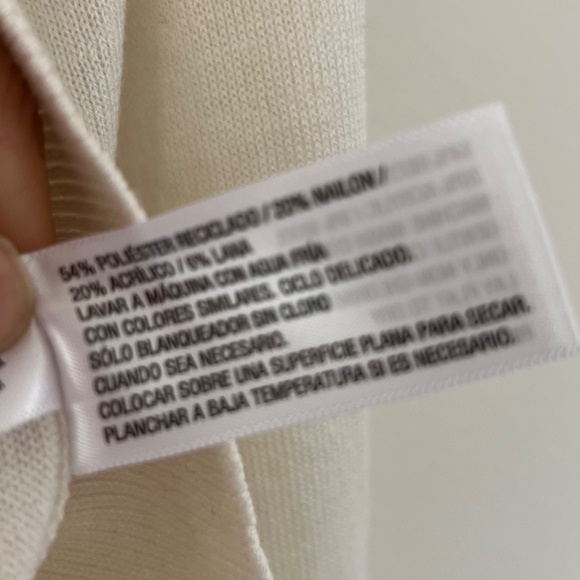 54% POLIÉSTER RECICLADO / 20% NAILON //
20% ACRÍLICO / 6% LANA
LAVAR A MÁQUINA CON AGUA FRÍA
CON COLORES SIMILARES. CICLO DELICADO.
SÓLO BLANQUEADOR SIN CLORO
CUANDO SEA NECESARIO.
COLOCAR SOBRE UNA SUPERFICIE PLANA PARA SECAR.
PLANCHAR A BAJA TEMPERATURA SI ES NECESARIO.